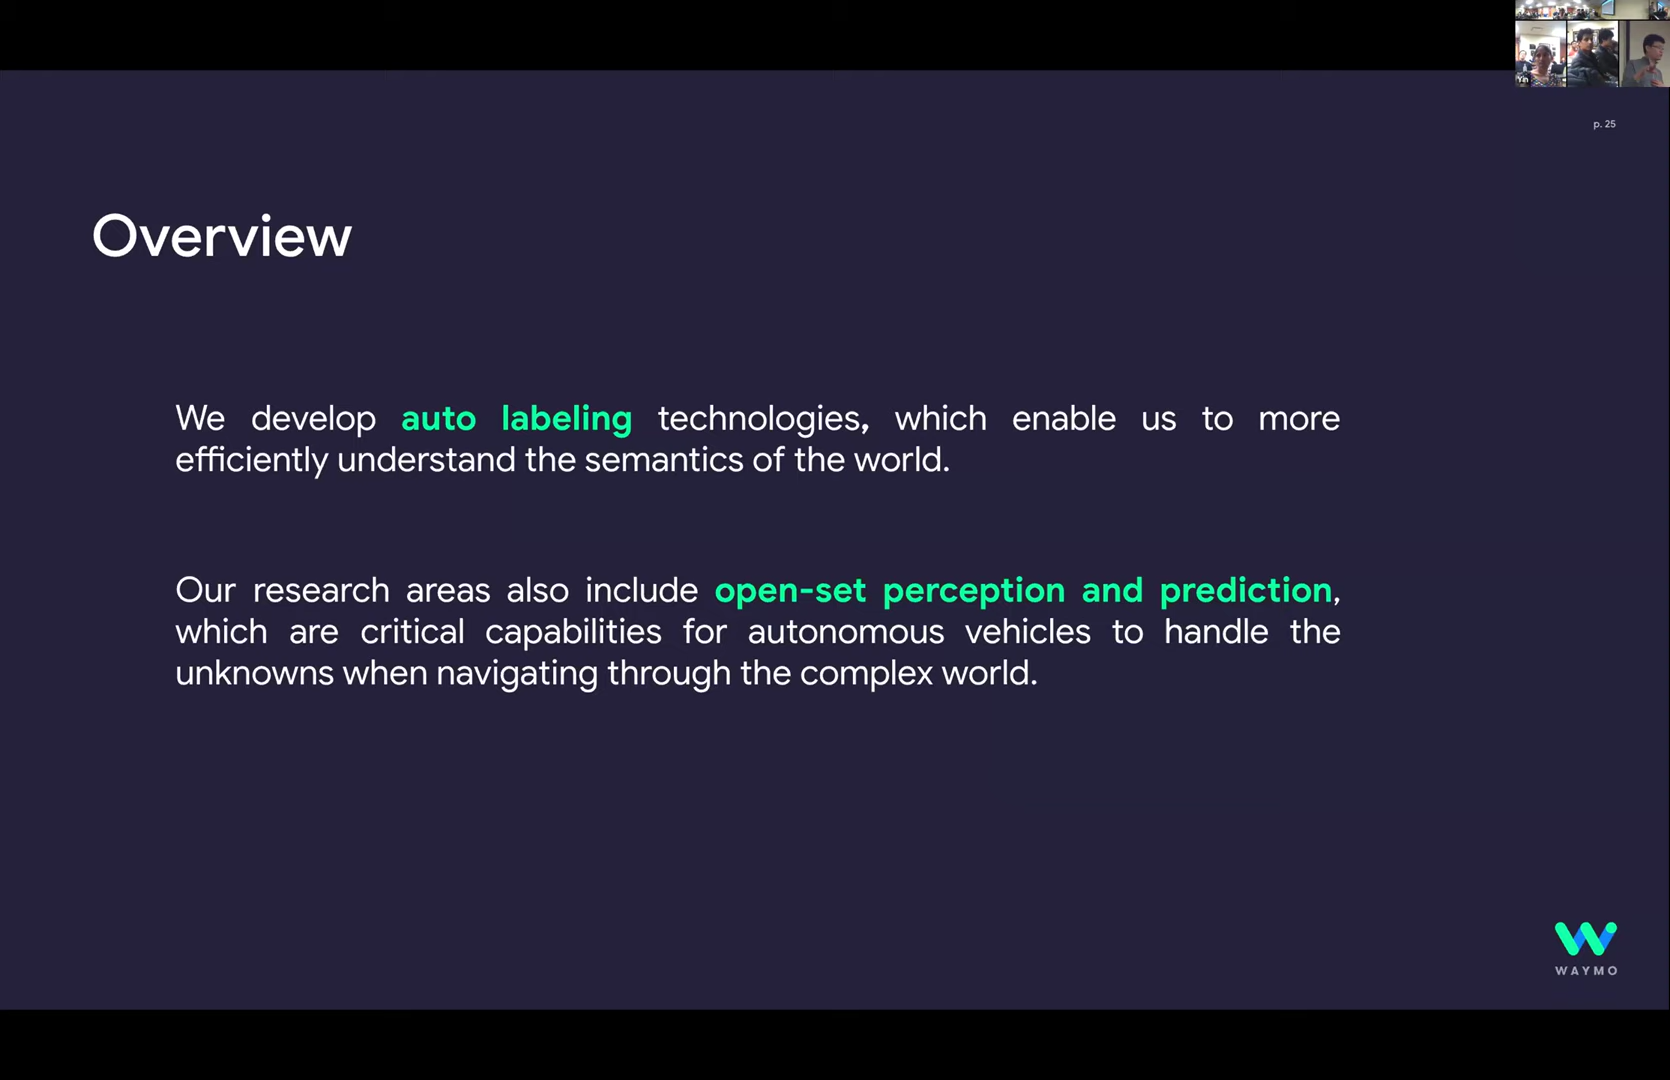 Yin
p. 25
Overview
We develop auto labeling technologies, which enable us to more
efficiently understand the semantics of the world.
Our research areas also include open-set perception and prediction,
which are critical capabilities for autonomous vehicles to handle the
unknowns when navigating through the complex world.
WAYMO